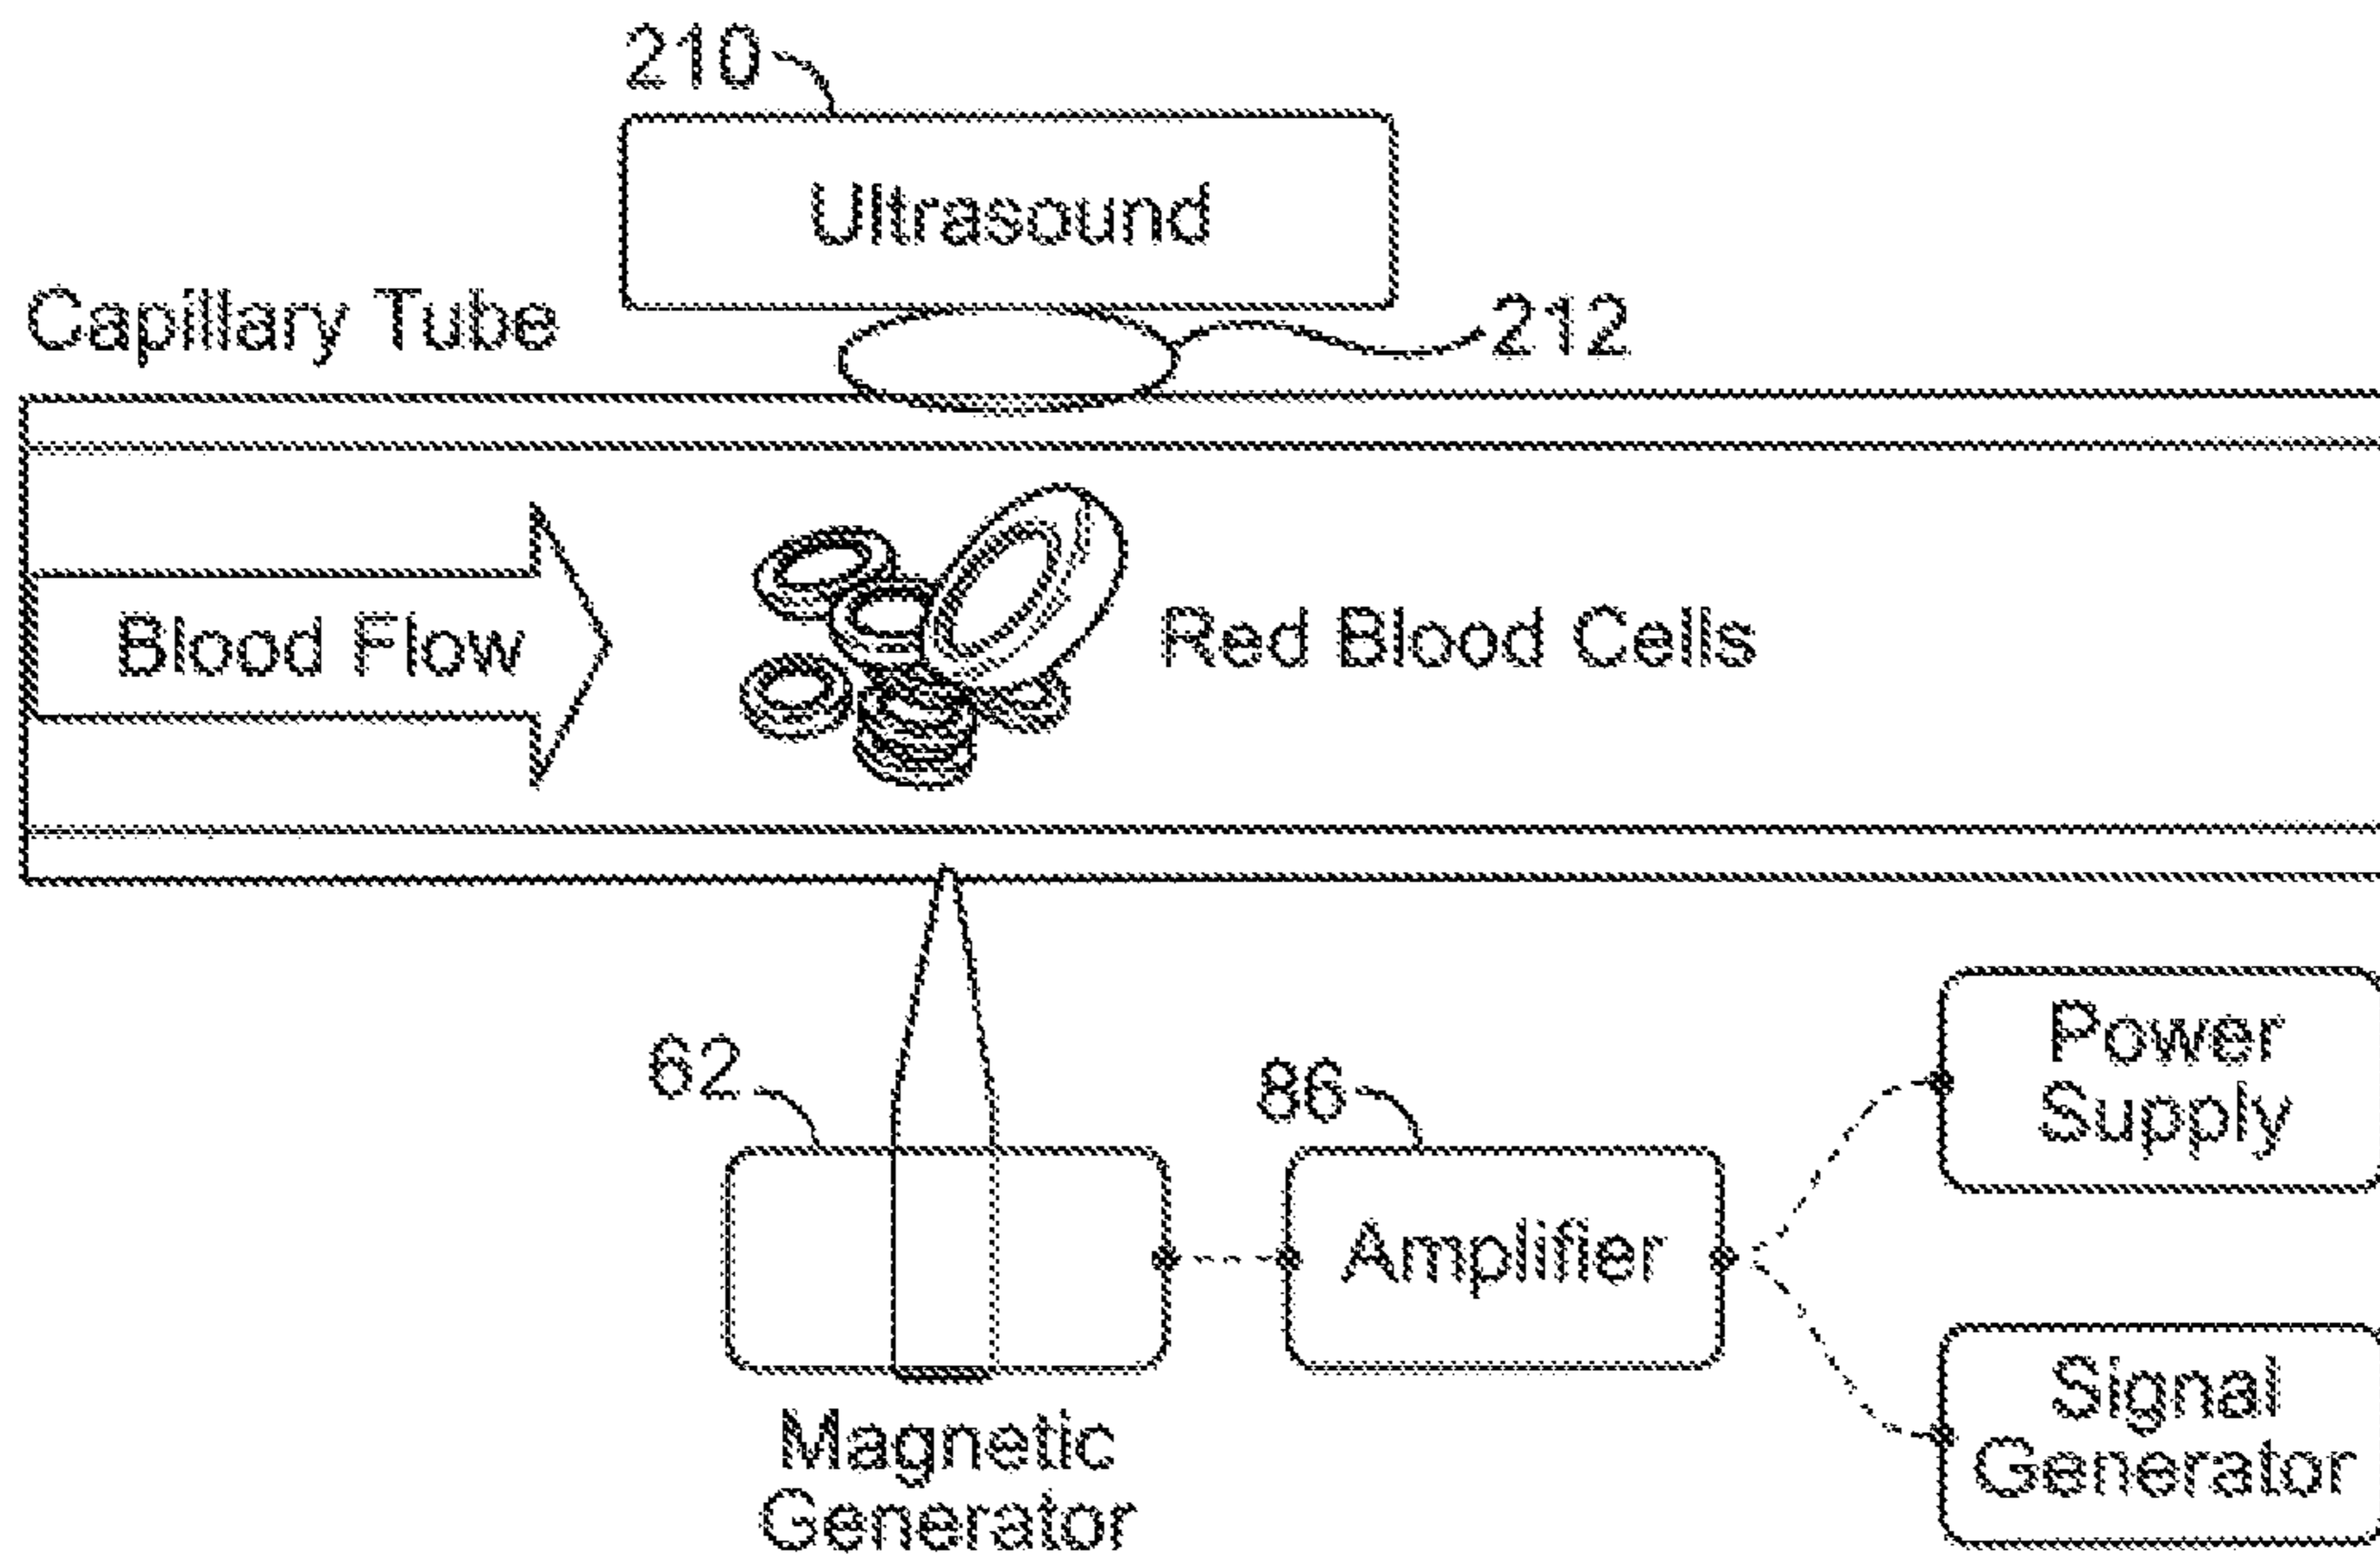 210
Ultrasound
Capillary Tube
212
Blood Flow
Red Blood Cells
62
86
Power
Supply
Amplifier
Signal
Generator
Magnetic
Generator